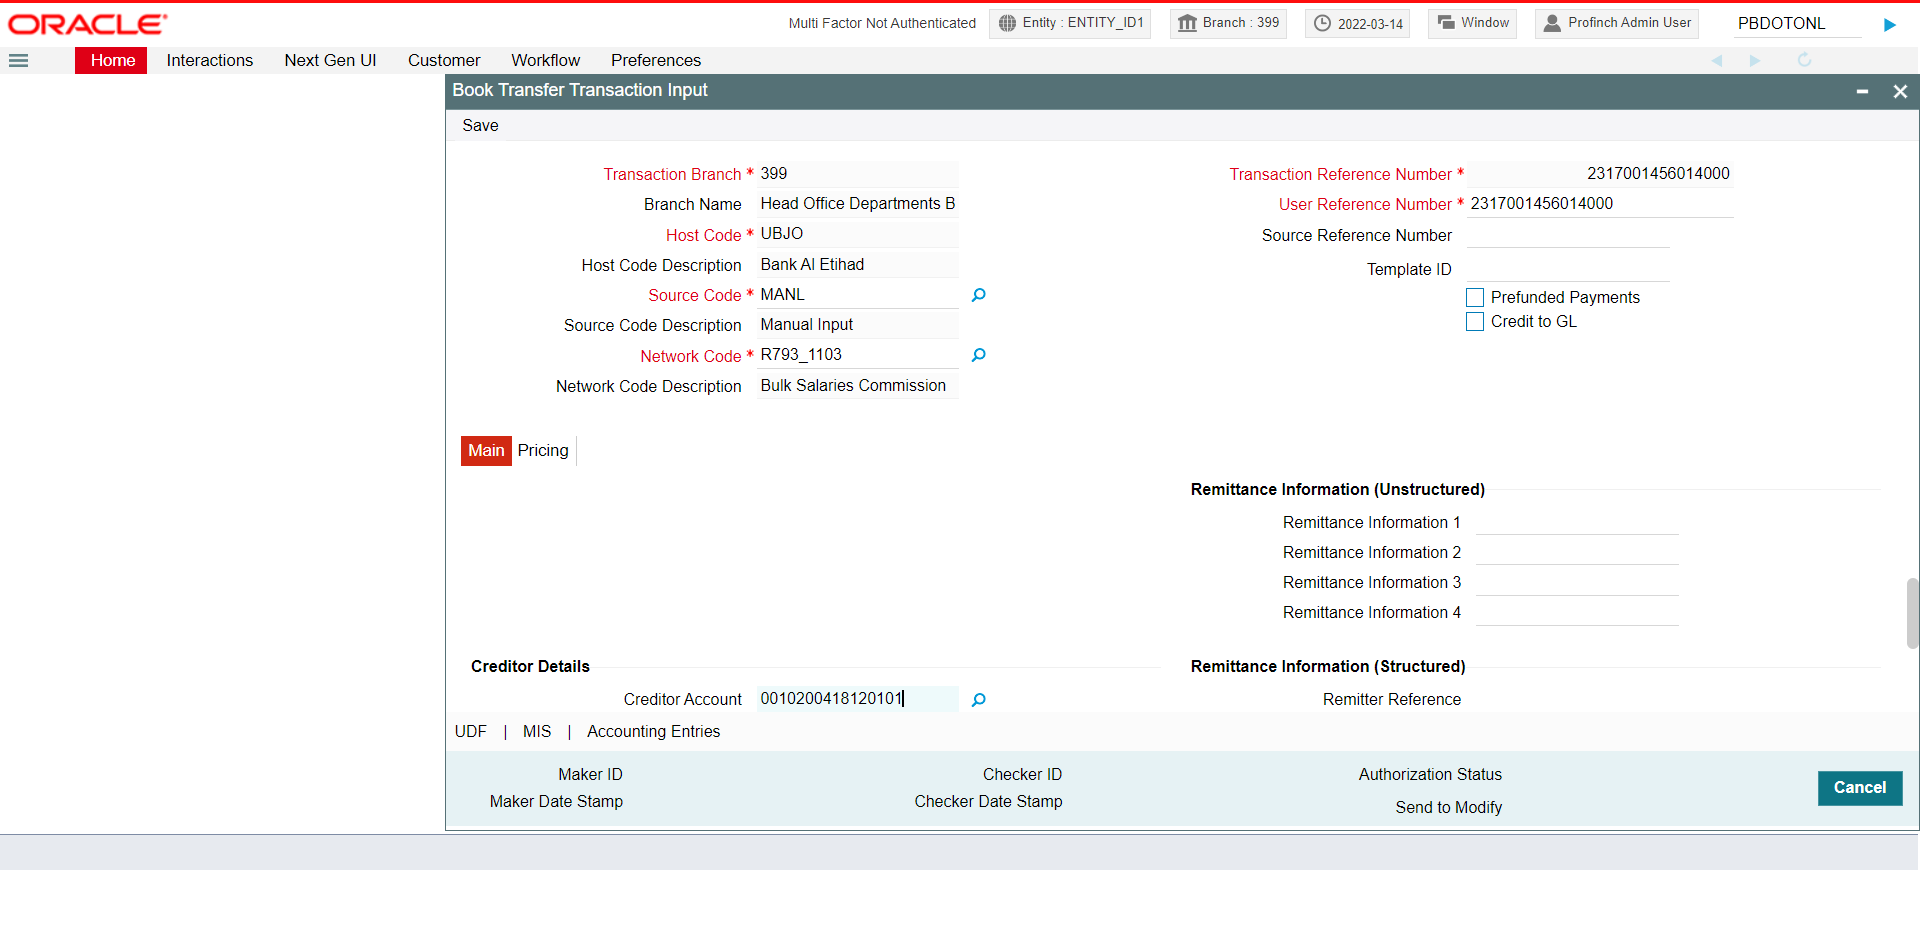 ORACLE
Multi Factor Not Authenticated
Entity : ENTITY_ID1
Branch : 399
2022-03-14
Window
Profinch Admin User
PBDOTONL
Home
Interactions
Next Gen UI
Customer
Workflow
Preferences
Book Transfer Transaction Input
Save
Transaction Branch * 399
Branch Name Head Office Departments B
Host Code * UBJO
Host Code Description Bank Al Etihad
Source Code * MANL
Source Code Description Manual Input
Network Code * R793_1103
Network Code Description Bulk Salaries Commission
Transaction Reference Number * 2317001456014000
User Reference Number * 2317001456014000
Source Reference Number
Template ID
Prefunded Payments
Credit to GL
Main
Pricing
Remittance Information (Unstructured)
Remittance Information 1
Remittance Information 2
Remittance Information 3
Remittance Information 4
Creditor Details
Creditor Account 0010200418120101
Remittance Information (Structured)
Remitter Reference
UDF | MIS | Accounting Entries
Maker ID
Maker Date Stamp
Checker ID
Checker Date Stamp
Authorization Status
Send to Modify
Cancel